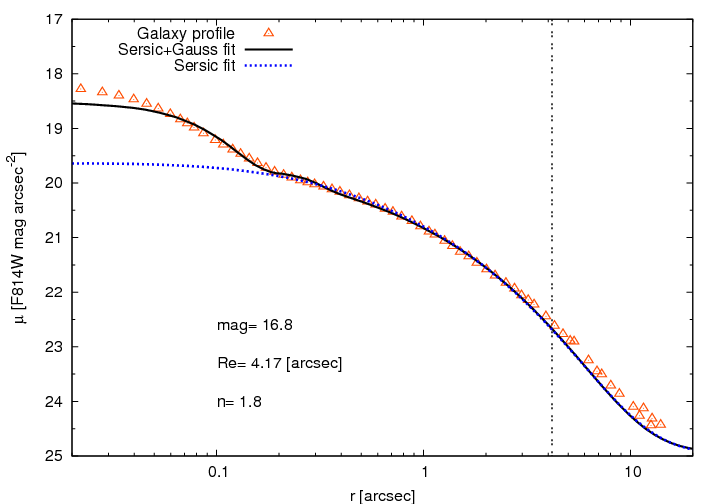 17
18
19
20
21
22
23
24
25
μ [F814W mag arcsec-2]
Galaxy profile
Sersic+Gauss fit
Sersic fit
mag= 16.8
Re= 4.17 [arcsec]
n= 1.8
0.1 1 10
r [arcsec]